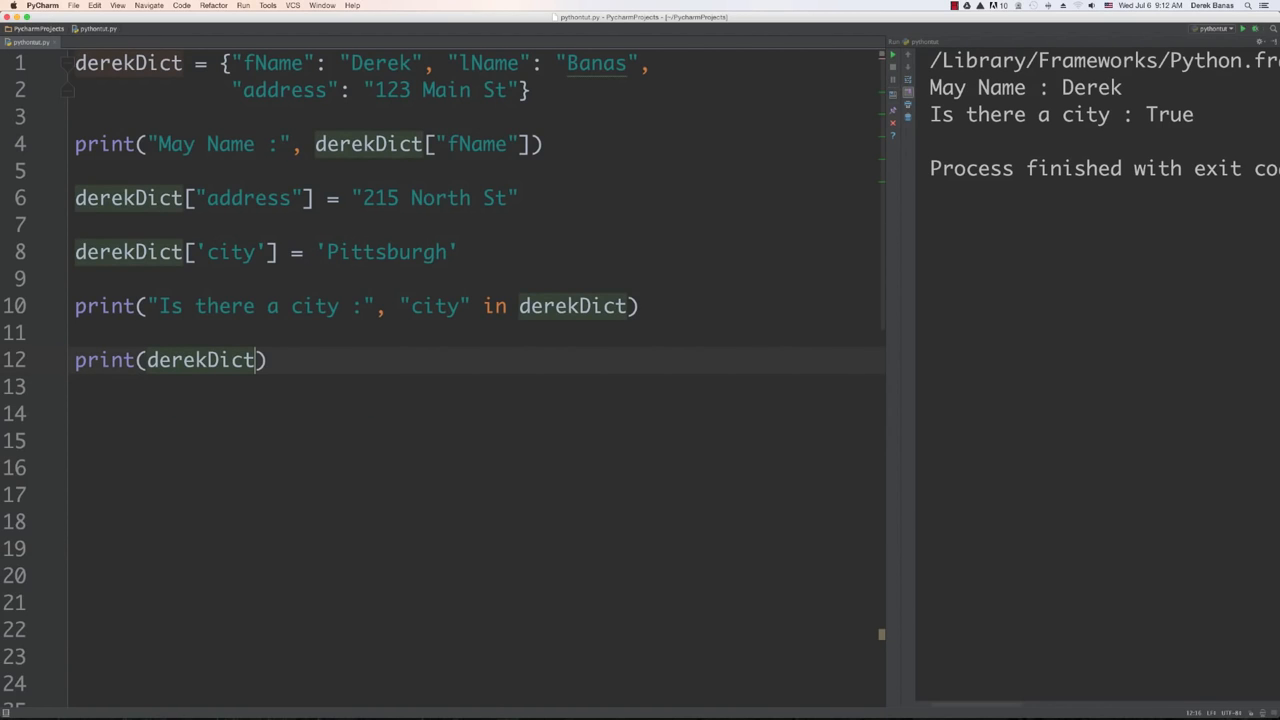 PyCharm File Edit View Navigate Code Refactor Run Tools VCS Window Help 10 Wed Jul 6 9:12 AM Derek Banas
pythontut.py - PyCharmProjects - [~/PycharmProjects]
PycharmProjects pythontut.py pythontut
pythontut.py Run pythontut
1 derekDict = {"fName": "Derek", "lName": "Banas",
2 "address": "123 Main St"}
3
4 print("May Name :", derekDict["fName"])
5
6 derekDict["address"] = "215 North St"
7
8 derekDict['city'] = 'Pittsburgh'
9
10 print("Is there a city :", "city" in derekDict)
11
12 print(derekDict)
13
14
15
16
17
18
19
20
21
22
23
24
/Library/Frameworks/Python.fra
May Name : Derek
Is there a city : True
Process finished with exit co
12:16 LF‡ UTF-8‡